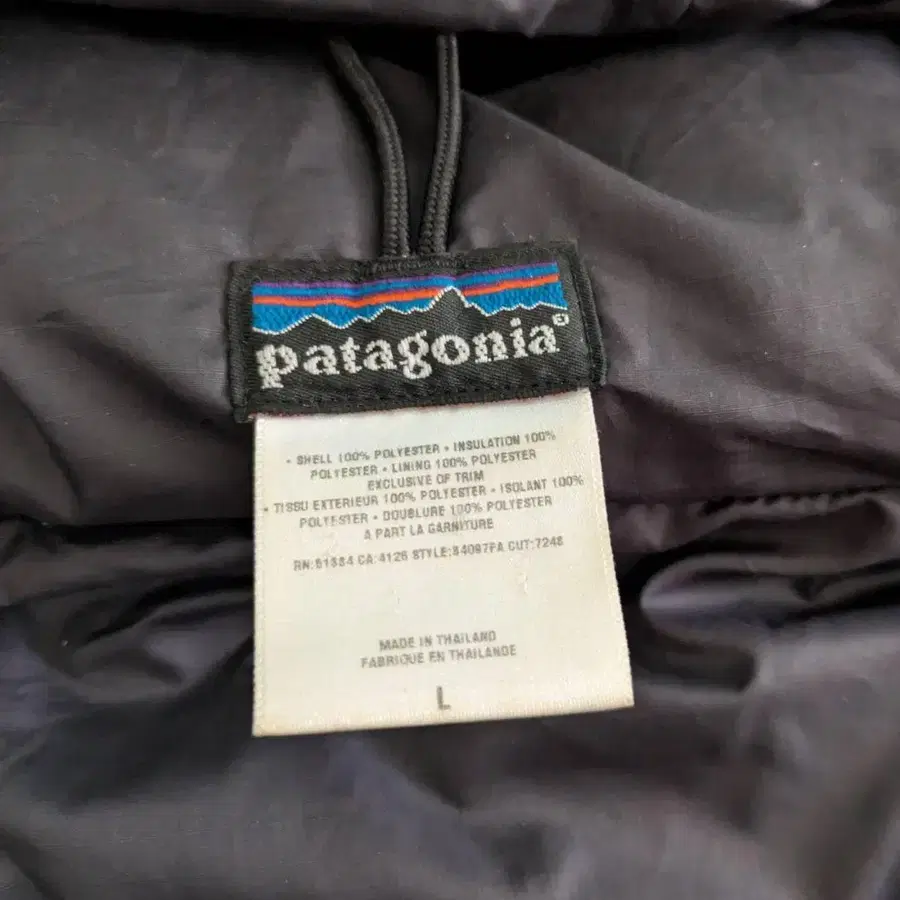 patagonia®
• SHELL 100% POLYESTER • INSULATION 100%
POLYESTER • LINING 100% POLYESTER
EXCLUSIVE OF TRIM
• TISSU EXTERIEUR 100% POLYESTER • ISOLANT 100%
POLYESTER • DOUBLURE 100% POLYESTER
A PART LA GARNITURE
RN:51884 CA:4126 STYLE:84097FA CUT:7248
MADE IN THAILAND
FABRIQUE EN THAILANDE
L